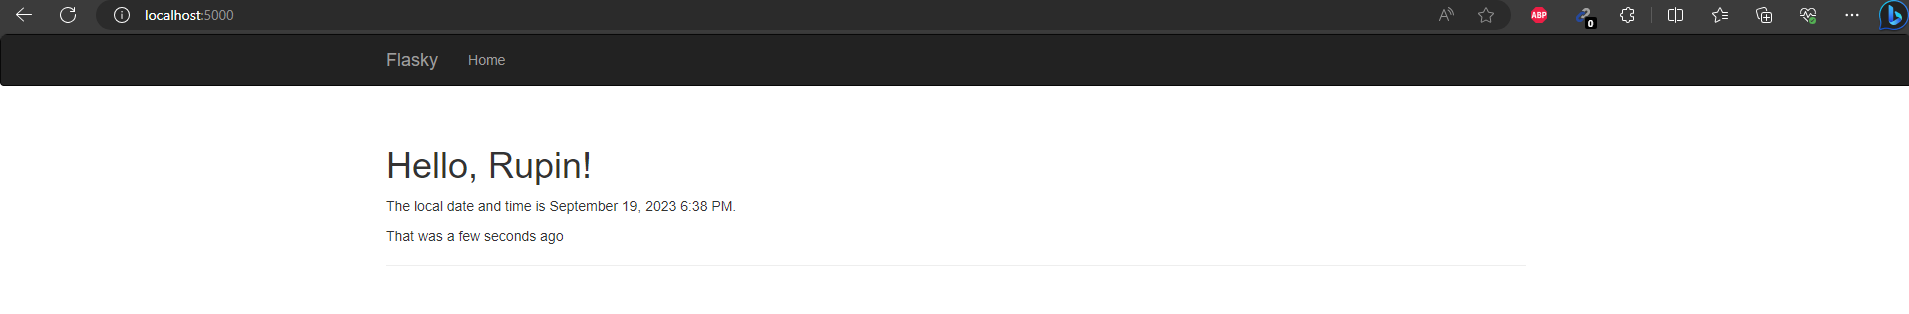 localhost:5000
A
ABP
0
Flasky Home
Hello, Rupin!
The local date and time is September 19, 2023 6:38 PM.
That was a few seconds ago